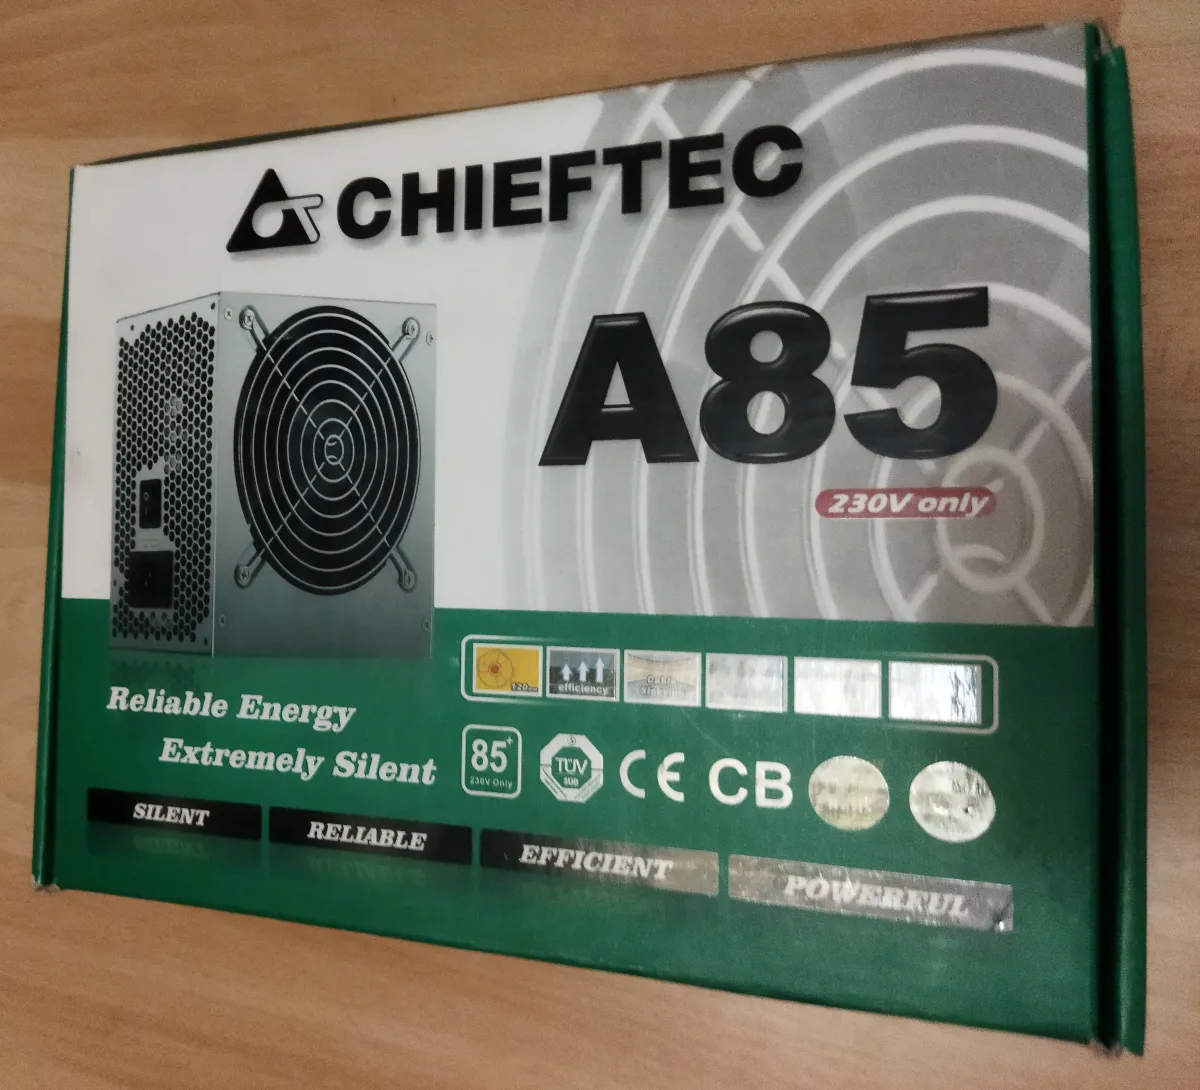 CHIEFTEC
A85
230V only
120mm
efficiency
Reliable Energy
Extremely Silent
85+
230V Only
TÜV
SÜD
CE
CB
SILENT
RELIABLE
EFFICIENT
POWERFUL